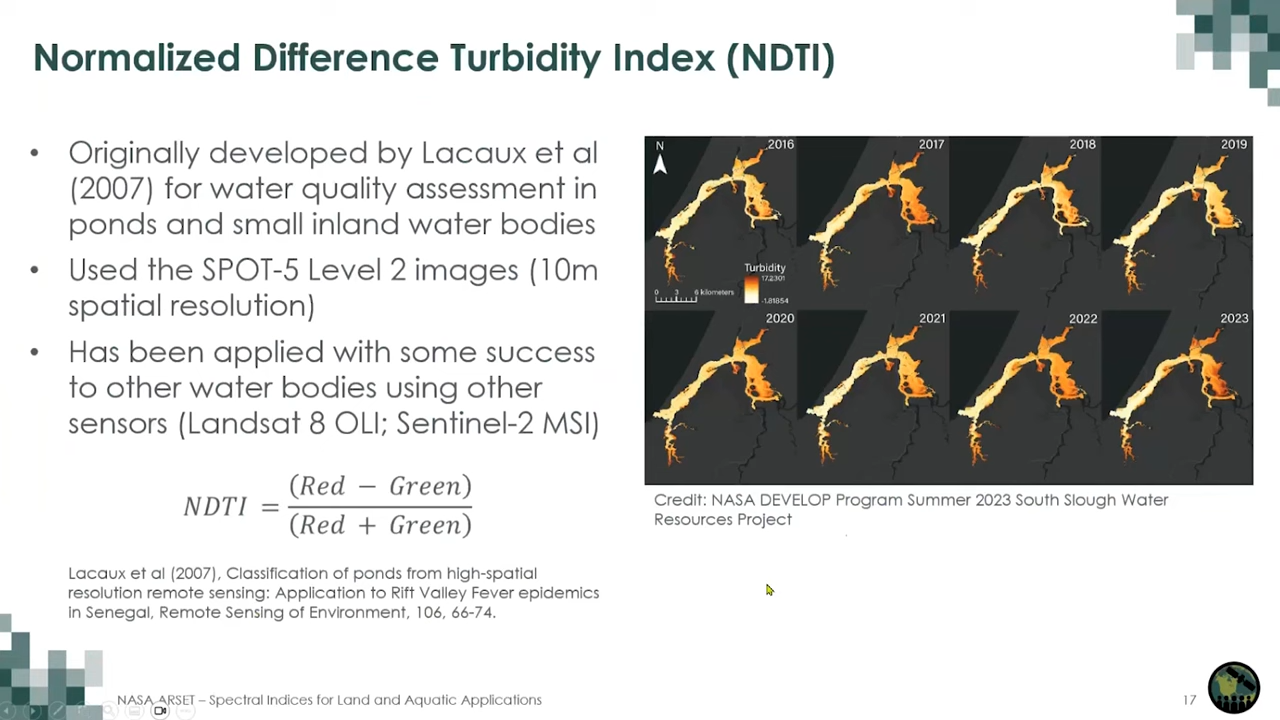 Normalized Difference Turbidity Index (NDTI)
• Originally developed by Lacaux et al
(2007) for water quality assessment in
ponds and small inland water bodies
• Used the SPOT-5 Level 2 images (10m
spatial resolution)
• Has been applied with some success
to other water bodies using other
sensors (Landsat 8 OLI; Sentinel-2 MSI)
NDTI = (Red − Green)
(Red + Green)
Lacaux et al (2007), Classification of ponds from high-spatial
resolution remote sensing: Application to Rift Valley Fever epidemics
in Senegal, Remote Sensing of Environment, 106, 66-74.
N
2016
2017
2018
2019
Turbidity
17.2301
-1.81854
0 3 6 kilometers
2020
2021
2022
2023
Credit: NASA DEVELOP Program Summer 2023 South Slough Water
Resources Project
NASA ARSET – Spectral Indices for Land and Aquatic Applications
17